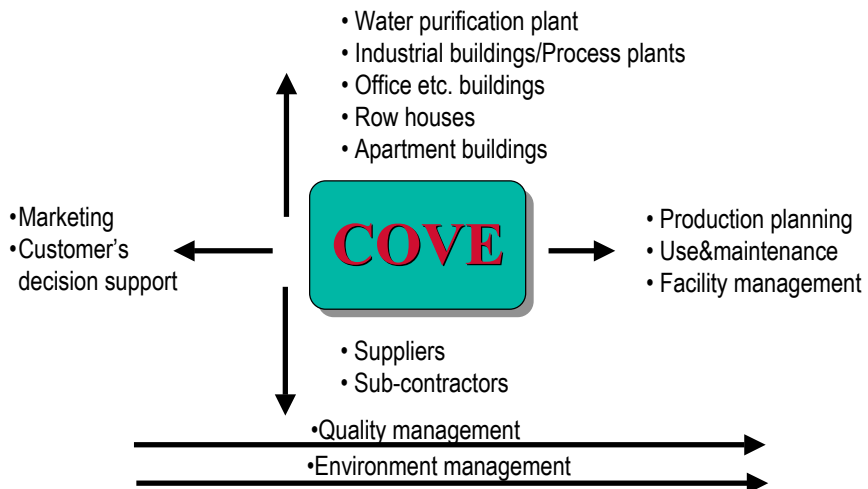 • Water purification plant
• Industrial buildings/Process plants
• Office etc. buildings
• Row houses
• Apartment buildings
•Marketing
•Customer’s
decision support
COVE
• Production planning
• Use&maintenance
• Facility management
• Suppliers
• Sub-contractors
•Quality management
•Environment management